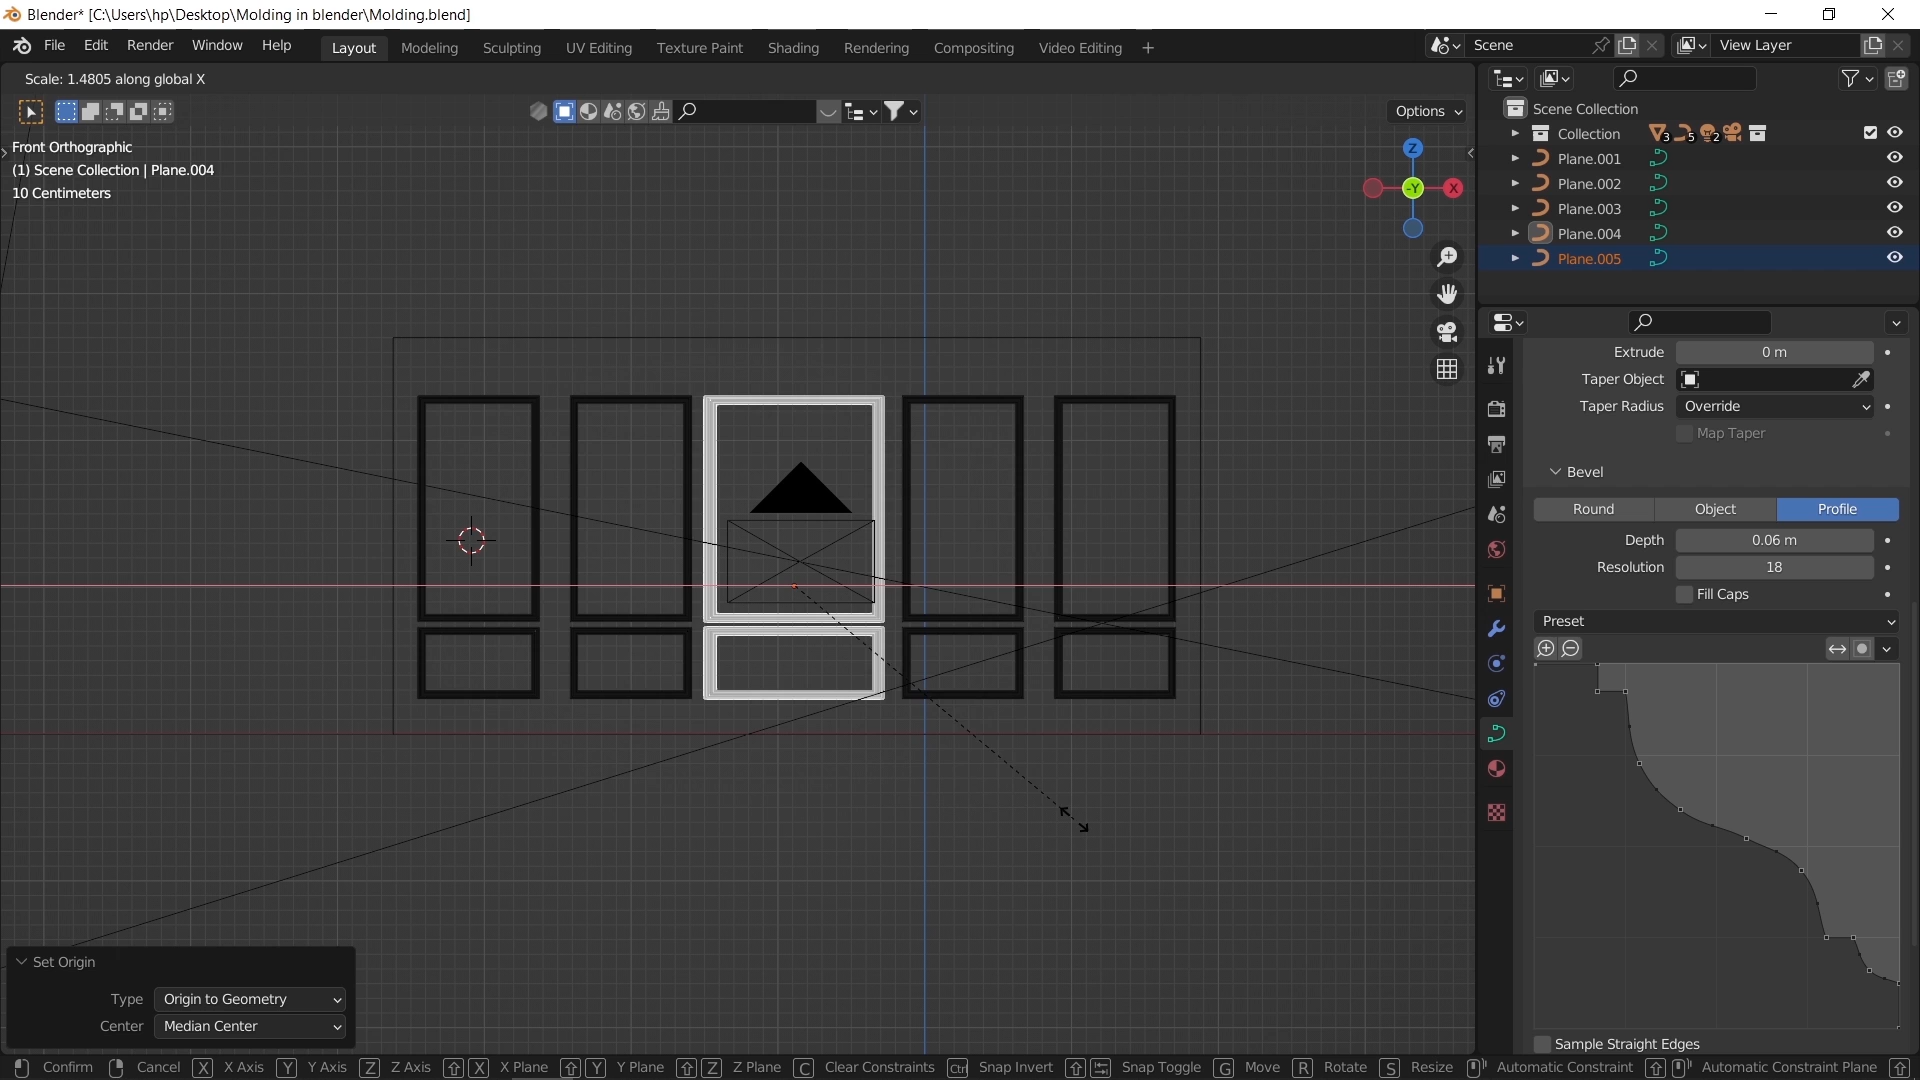 Blender* [C:\Users\hp\Desktop\Molding in blender\Molding.blend]
File Edit Render Window Help Layout Modeling Sculpting UV Editing Texture Paint Shading Rendering Animation Compositing Video Editing Scene View Layer
Scale: 1.4805 along global X
Options
Front Orthographic
(1) Scene Collection | Plane.004
10 Centimeters
Z
-Y
X
Scene Collection
Collection 3 5 2
Plane.001
Plane.002
Plane.003
Plane.004
Plane.005
Extrude 0 m
Taper Object
Taper Radius Override
Map Taper
Bevel
Round Object Profile
Depth 0.06 m
Resolution 18
Fill Caps
Preset
Sample Straight Edges
Set Origin
Type Origin to Geometry
Center Median Center
Confirm Cancel X X Axis Y Y Axis Z Z Axis X X Plane Y Y Plane Z Z Plane C Clear Constraints Ctrl Snap Invert Snap Toggle G Move R Rotate S Resize Automatic Constraint Automatic Constraint Plane